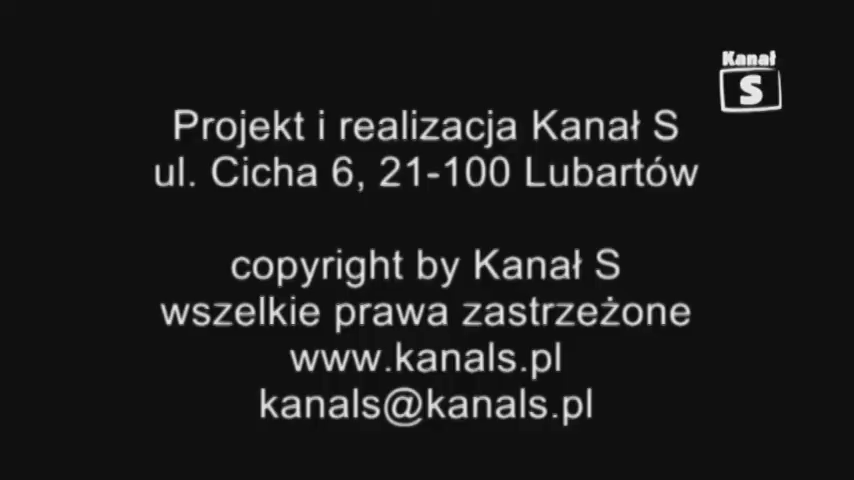 Kanał
S
Projekt i realizacja Kanał S
ul. Cicha 6, 21-100 Lubartów
copyright by Kanał S
wszelkie prawa zastrzeżone
www.kanals.pl
kanals@kanals.pl